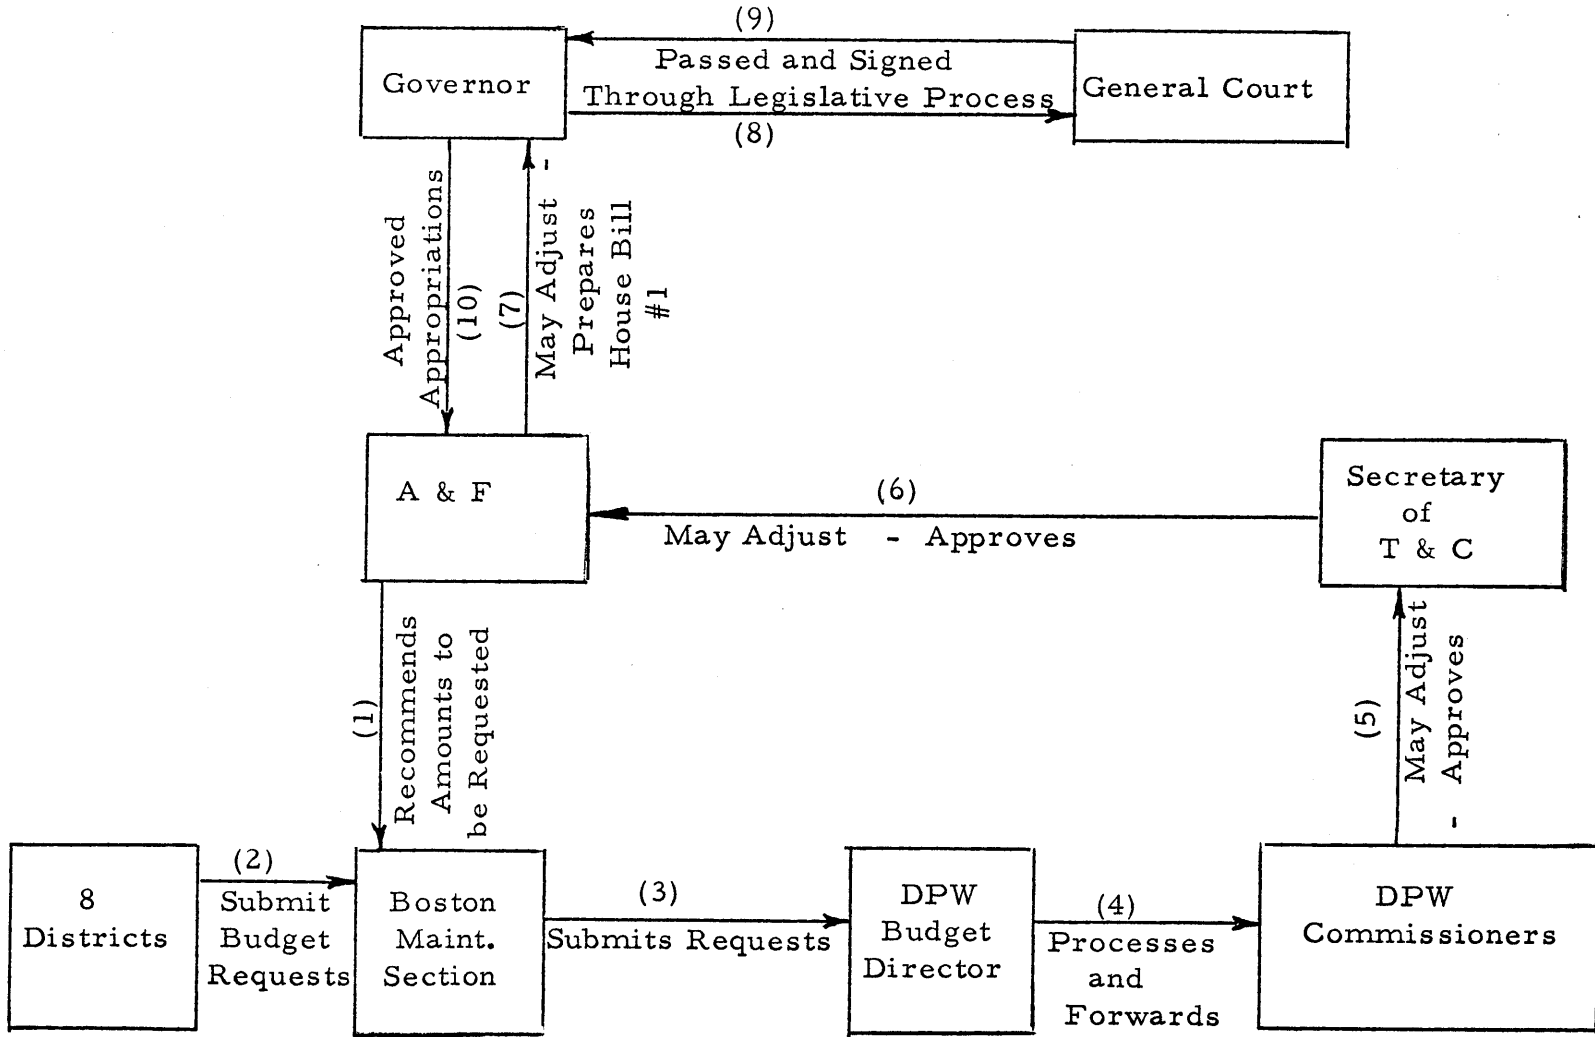 (9)
Governor
Passed and Signed
Through Legislative Process
General Court
(8)
Approved
Appropriations
(10)
(7)
May Adjust -
Prepares
House Bill
#1
A & F
(6)
May Adjust - Approves
Secretary
of
T & C
(1)
Recommends
Amounts to
be Requested
(5)
May Adjust
- Approves
8
Districts
(2)
Submit
Budget
Requests
Boston
Maint.
Section
(3)
Submits Requests
DPW
Budget
Director
(4)
Processes
and
Forwards
DPW
Commissioners